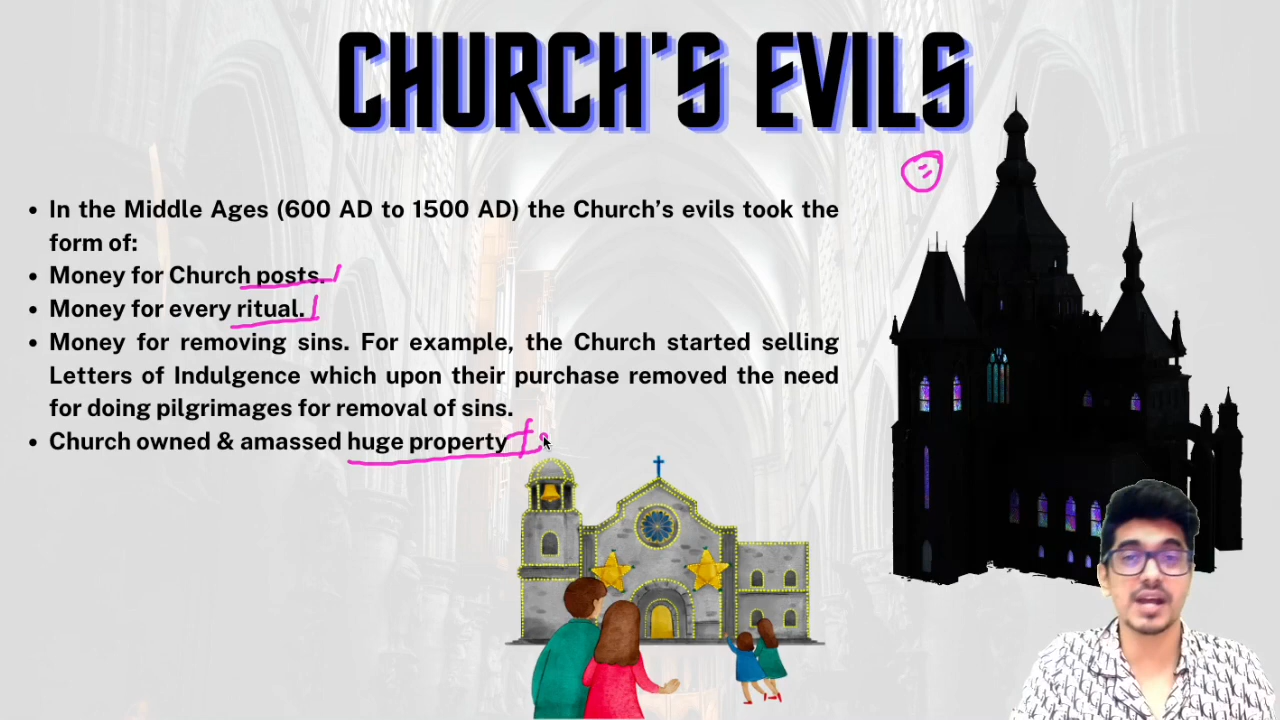 CHURCH'S EVILS
• In the Middle Ages (600 AD to 1500 AD) the Church's evils took the
form of:
• Money for Church posts.
• Money for every ritual.
• Money for removing sins. For example, the Church started selling
Letters of Indulgence which upon their purchase removed the need
for doing pilgrimages for removal of sins.
• Church owned & amassed huge property